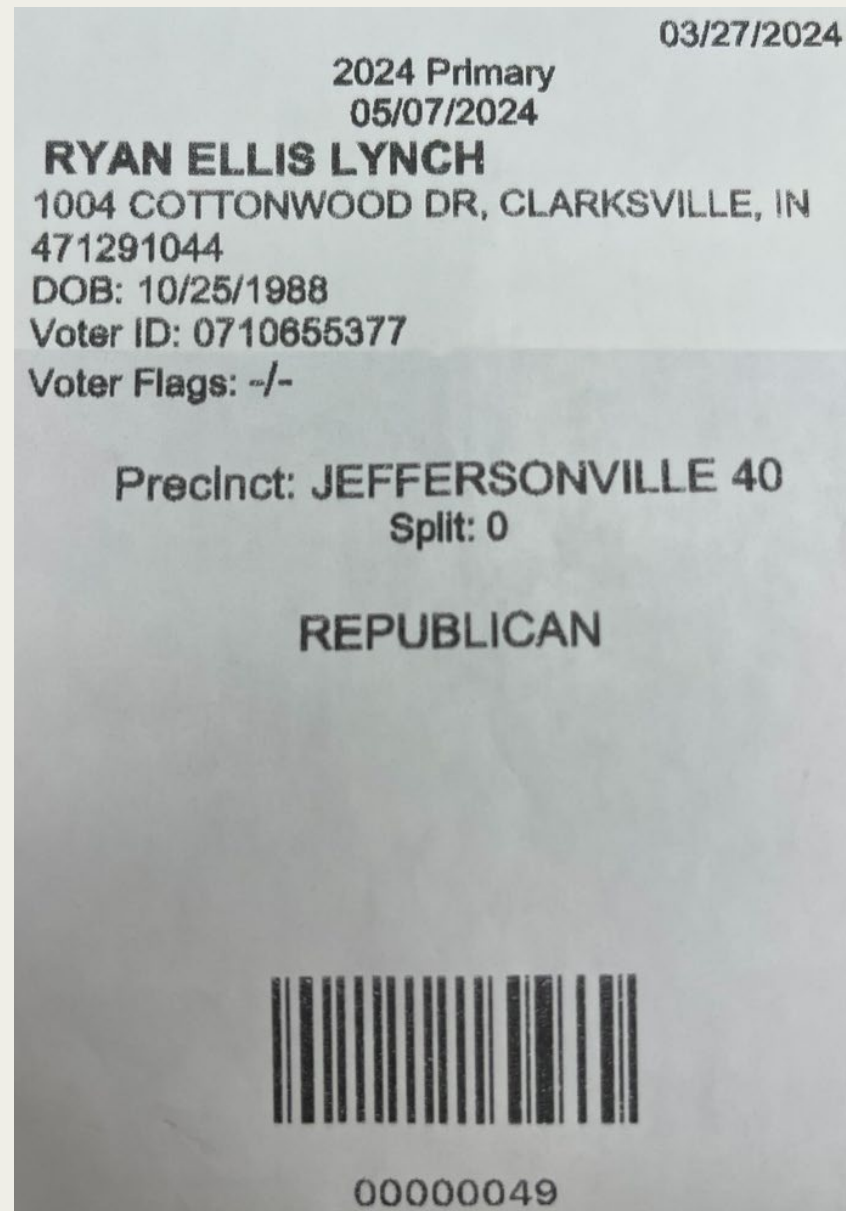 03/27/2024
2024 Primary
05/07/2024
RYAN ELLIS LYNCH
1004 COTTONWOOD DR, CLARKSVILLE, IN
471291044
DOB: 10/25/1988
Voter ID: 0710655377
Voter Flags: -/-
Precinct: JEFFERSONVILLE 40
Split: 0
REPUBLICAN
00000049